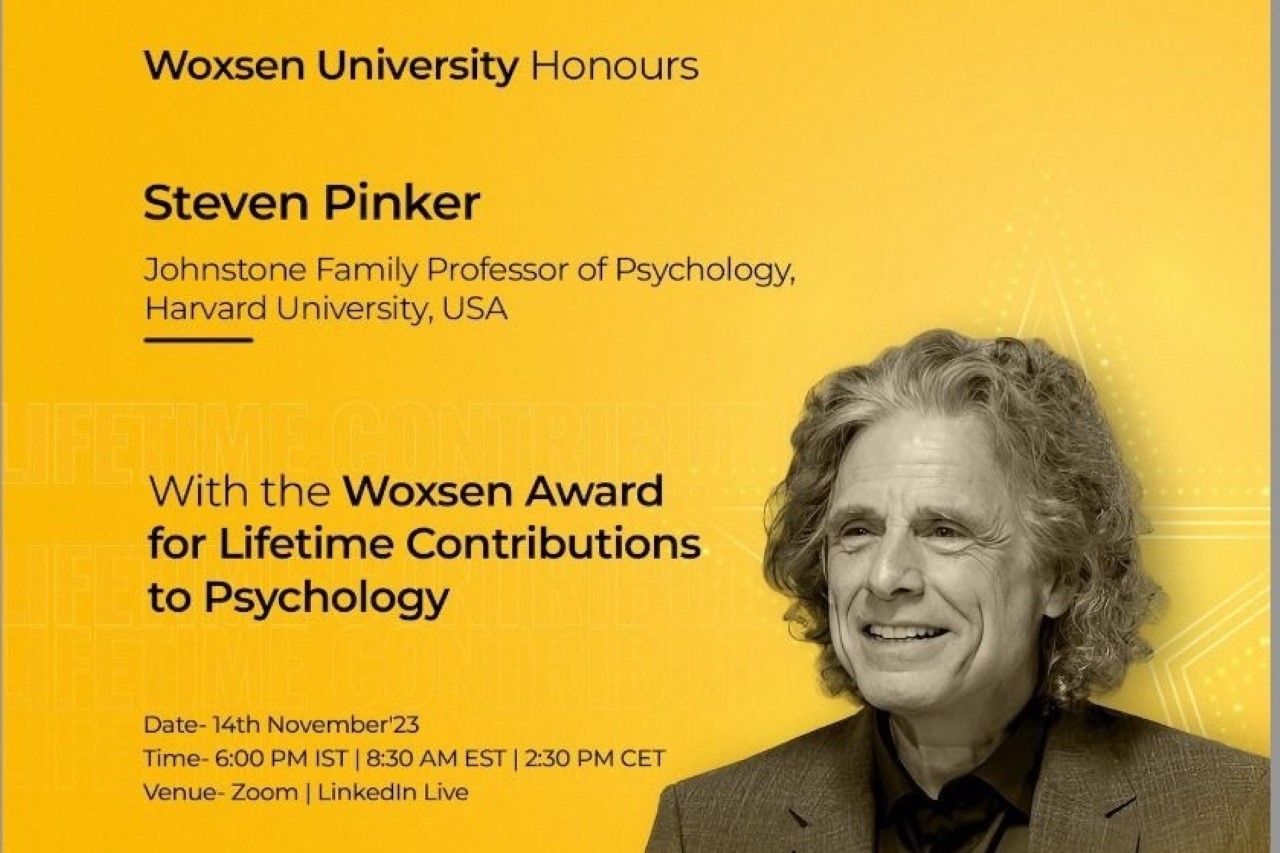 Woxsen University Honours
Steven Pinker
Johnstone Family Professor of Psychology,
Harvard University, USA
LIFETIME CONTRIBUT
With the Woxsen Award
for Lifetime Contributions
to Psychology
Date- 14th November'23
Time- 6:00 PM IST | 8:30 AM EST | 2:30 PM CET
Venue- Zoom | LinkedIn Live